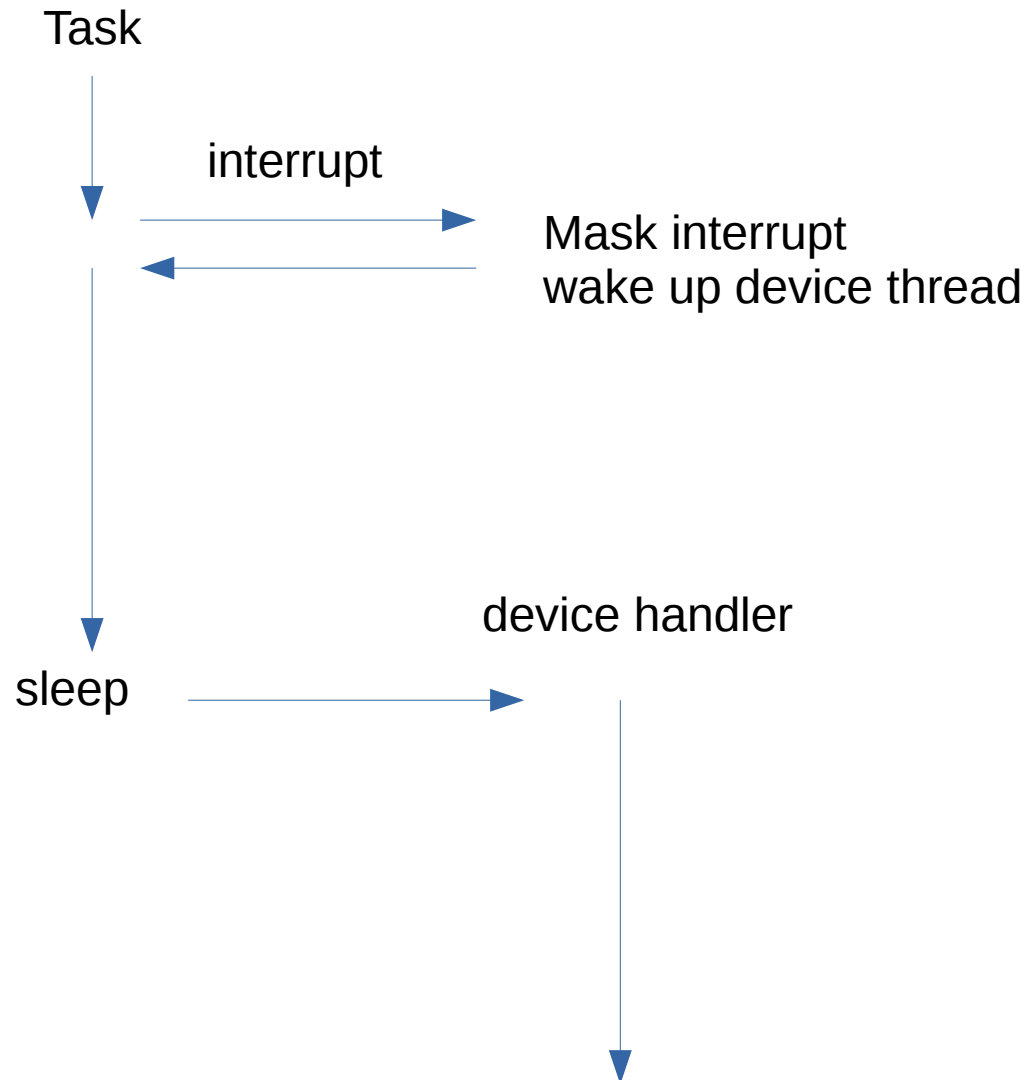 Task
interrupt
Mask interrupt
wake up device thread
device handler
sleep